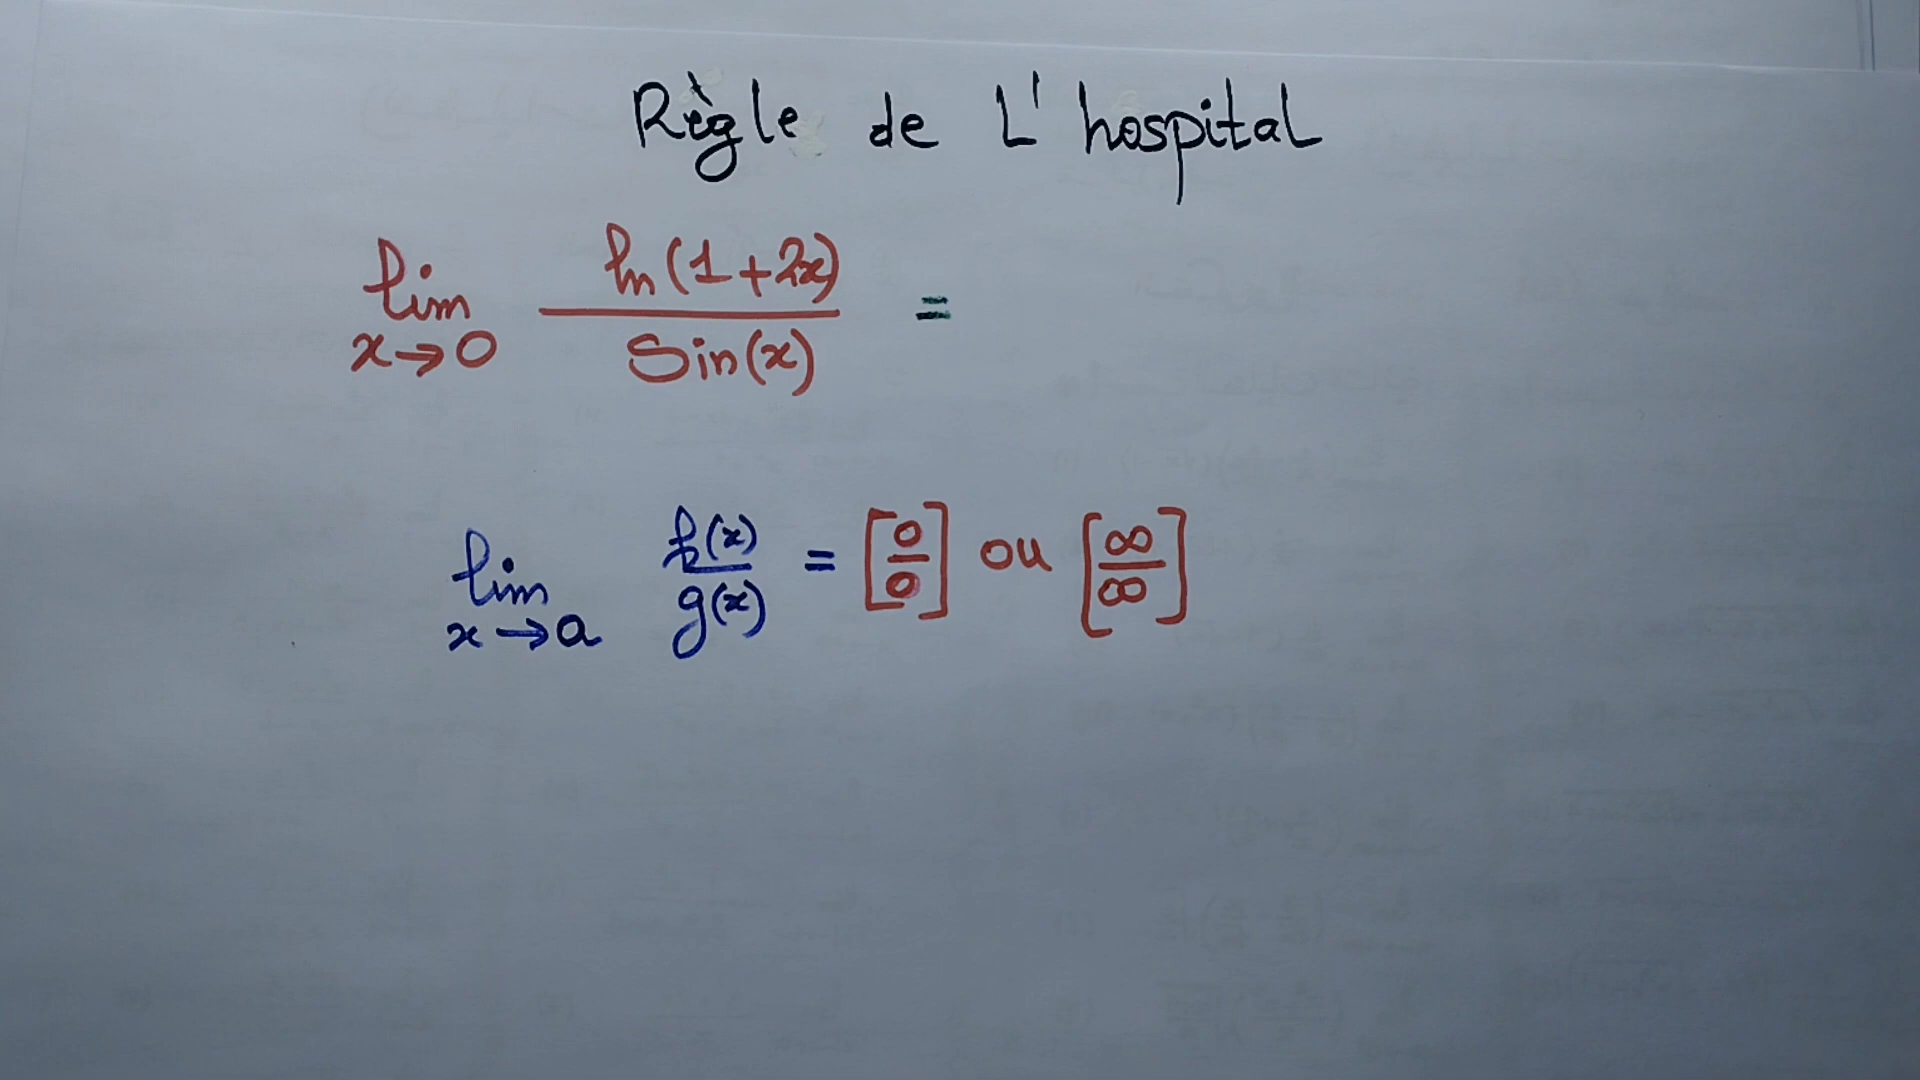 Règle de L'hospital
lim x→0 ln(1+2x) / Sin(x) =
lim x→a f(x) / g(x) = [0/0] ou [∞/∞]